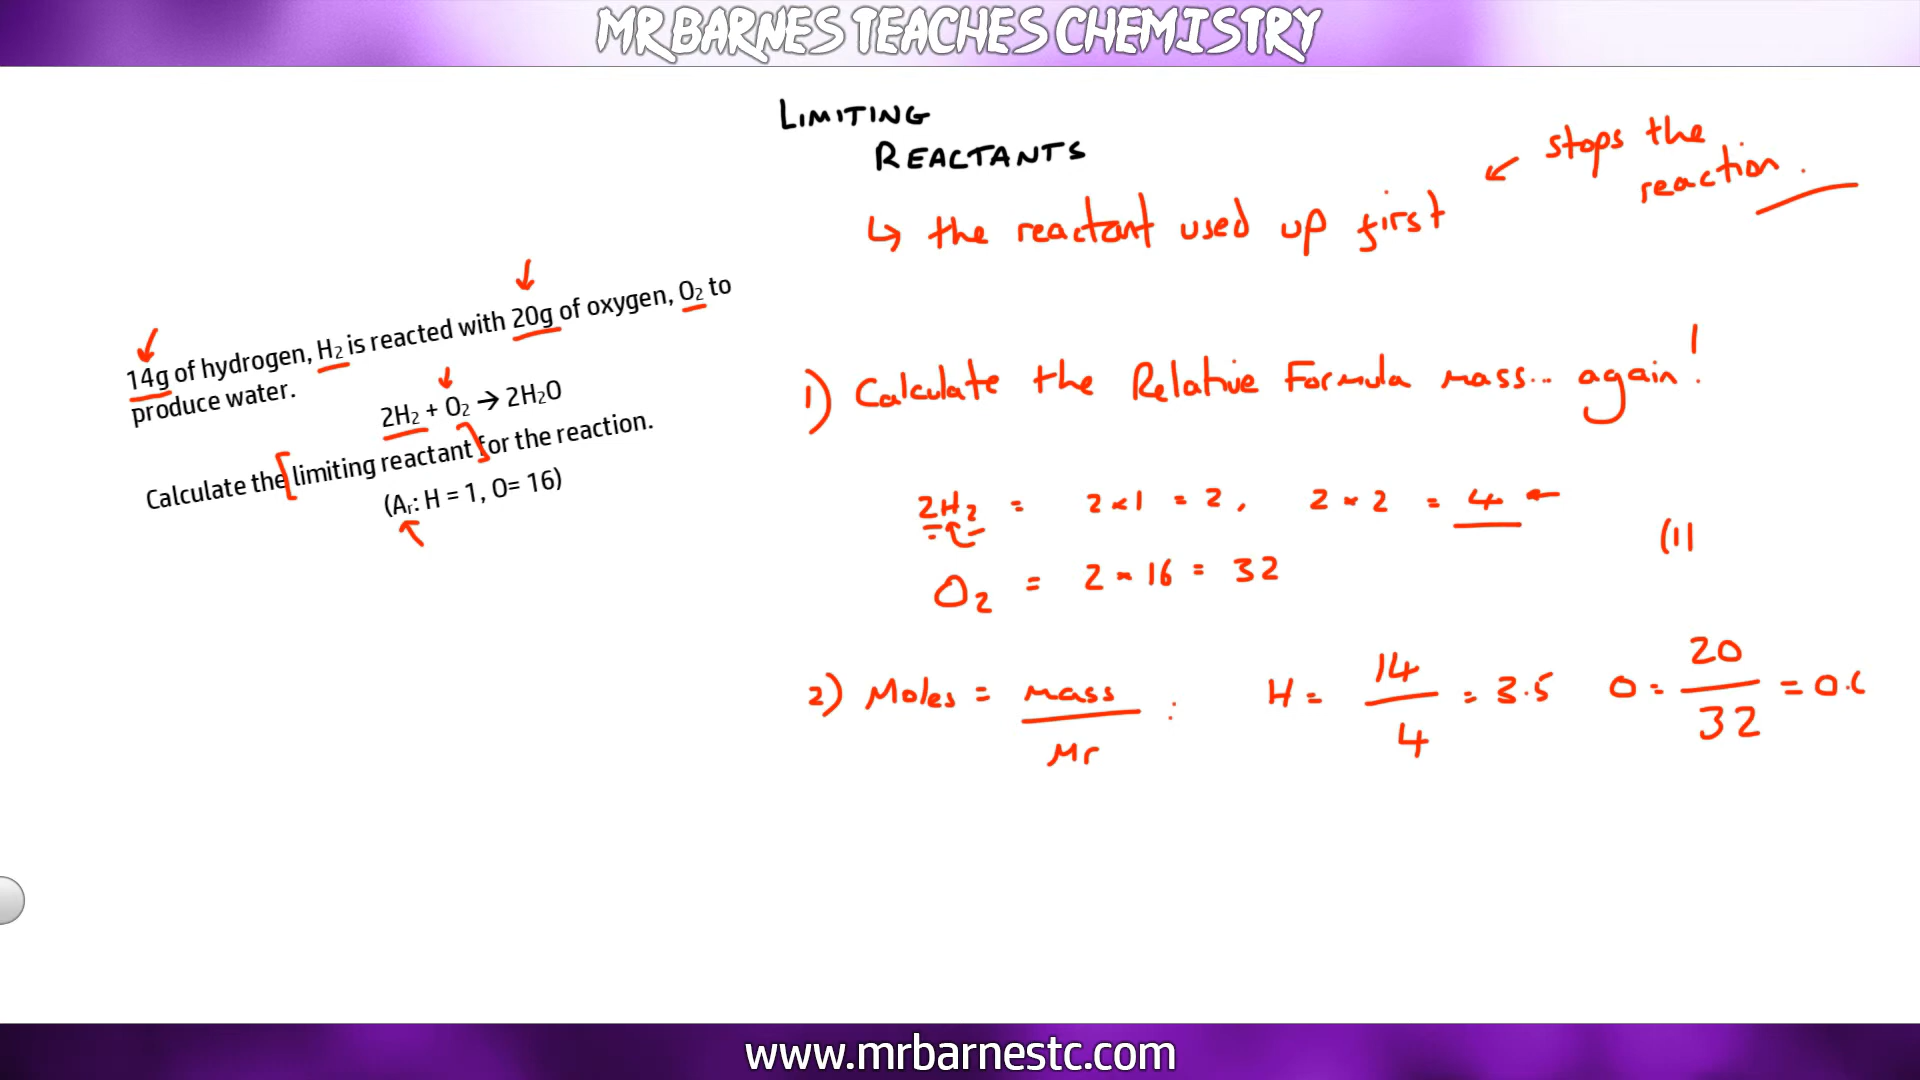 MR BARNES TEACHES CHEMISTRY
LIMITING
REACTANTS
↳ the reactant used up first ↙ stops the
reaction.
14g of hydrogen, H₂ is reacted with 20g of oxygen, O₂ to
produce water.
2H₂ + O₂ → 2H₂O
Calculate the [limiting reactant] for the reaction.
(Aᵣ: H = 1, O= 16)
1) Calculate the Relative Formula mass... again!
2H₂ = 2 × 1 = 2, 2 × 2 = 4 ←
(1)
O₂ = 2 × 16 = 32
2) Moles = mass / Mr : H = 14 / 4 = 3.5 O = 20 / 32 = 0.
www.mrbarnestc.com